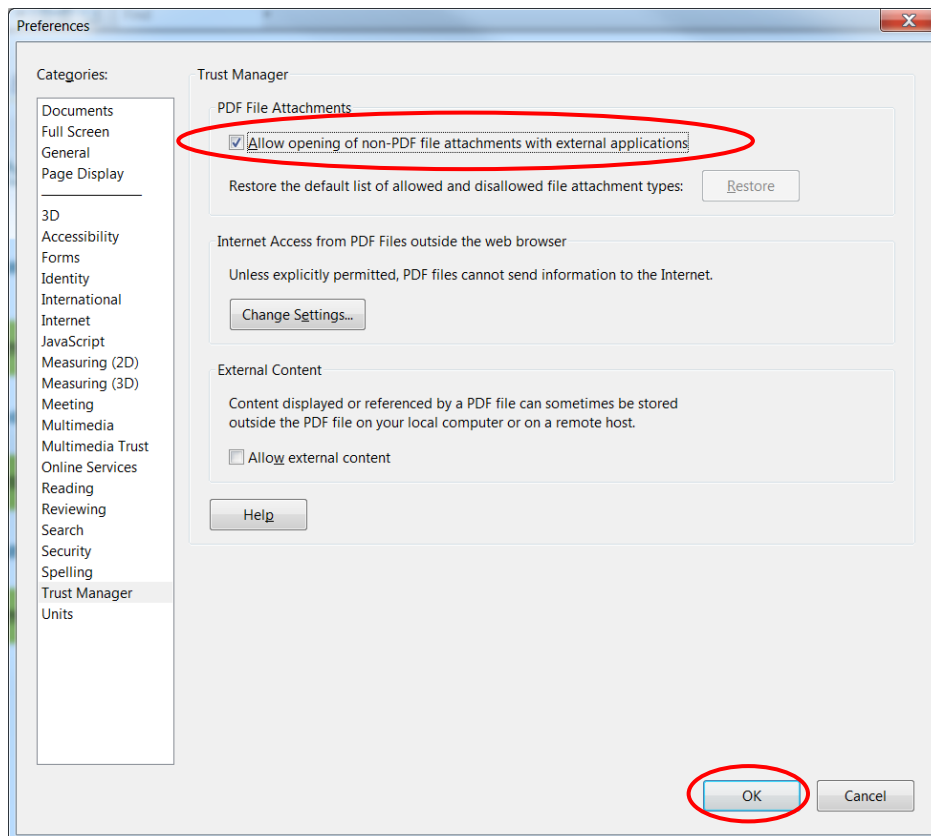 Preferences
Categories:
Documents
Full Screen
General
Page Display
3D
Accessibility
Forms
Identity
International
Internet
JavaScript
Measuring (2D)
Measuring (3D)
Meeting
Multimedia
Multimedia Trust
Online Services
Reading
Reviewing
Search
Security
Spelling
Trust Manager
Units
Trust Manager
PDF File Attachments
Allow opening of non-PDF file attachments with external applications
Restore the default list of allowed and disallowed file attachment types:
Restore
Internet Access from PDF Files outside the web browser
Unless explicitly permitted, PDF files cannot send information to the Internet.
Change Settings...
External Content
Content displayed or referenced by a PDF file can sometimes be stored
outside the PDF file on your local computer or on a remote host.
Allow external content
Help
OK
Cancel